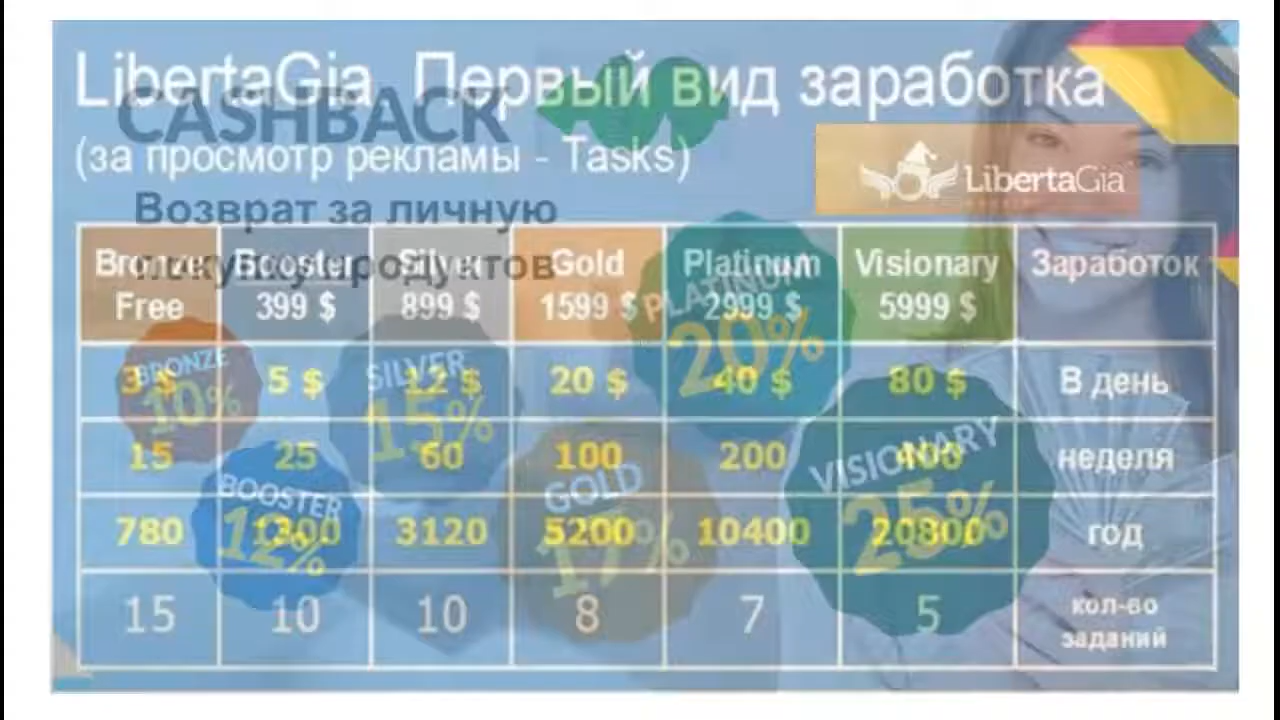 LibertaGia Первый вид заработка
CASHBACK
(за просмотр рекламы - Tasks)
LibertaGia
Возврат за личную
покупку продуктов
Bronze Booster Silver Gold Platinum Visionary Заработок
Free 399 $ 899 $ 1599 $ 2999 $ 5999 $
PLATINUM
20%
BRONZE
10%
SILVER
15%
3 $ 5 $ 12 $ 20 $ 40 $ 80 $ В день
VISIONARY
25%
15 25 60 100 200 400 неделя
BOOSTER
12%
GOLD
17%
780 1300 3120 5200 10400 20800 год
15 10 10 8 7 5 кол-во
заданий